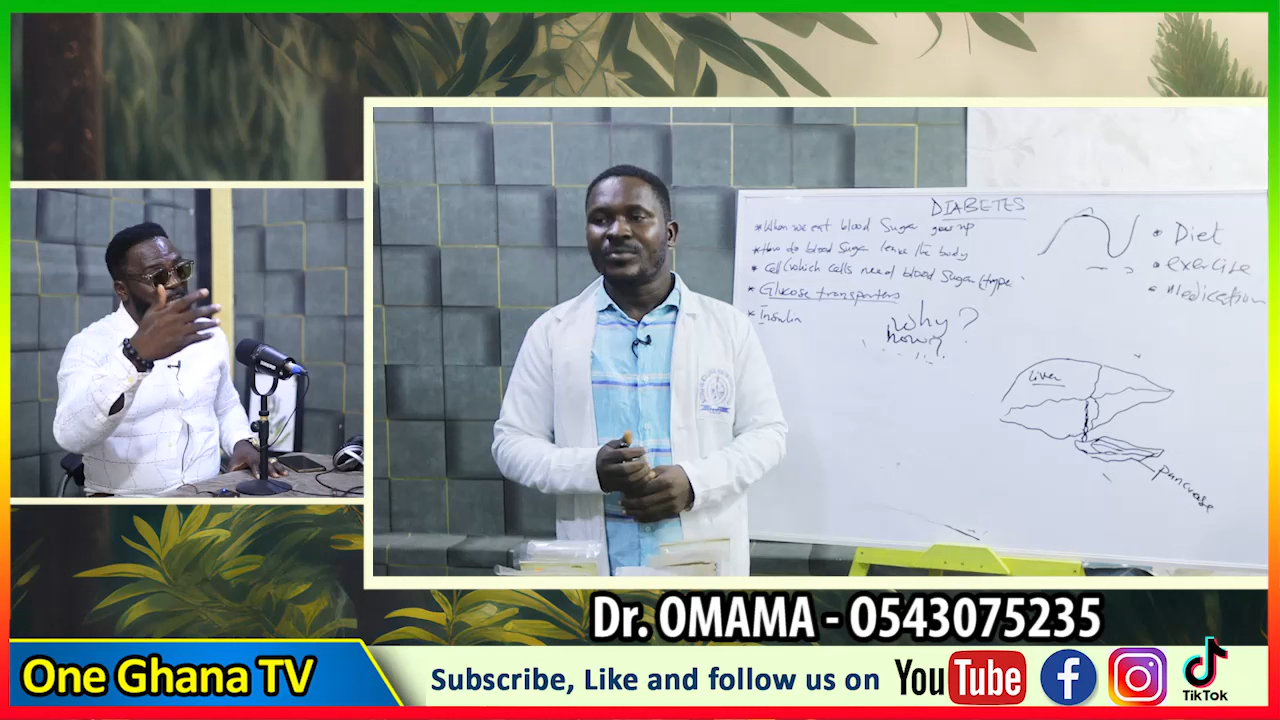 DIABETES
* When we eat blood Sugar goes up
* How do blood Sugar leave the body
* Cell (which cells need blood Sugar (type
* Glucose transporters
* Insulin
Why ?
how?
• Diet
• exercise
• medication
Liver
pancrase
Dr. OMAMA - 0543075235
One Ghana TV
Subscribe, Like and follow us on YouTube
TikTok